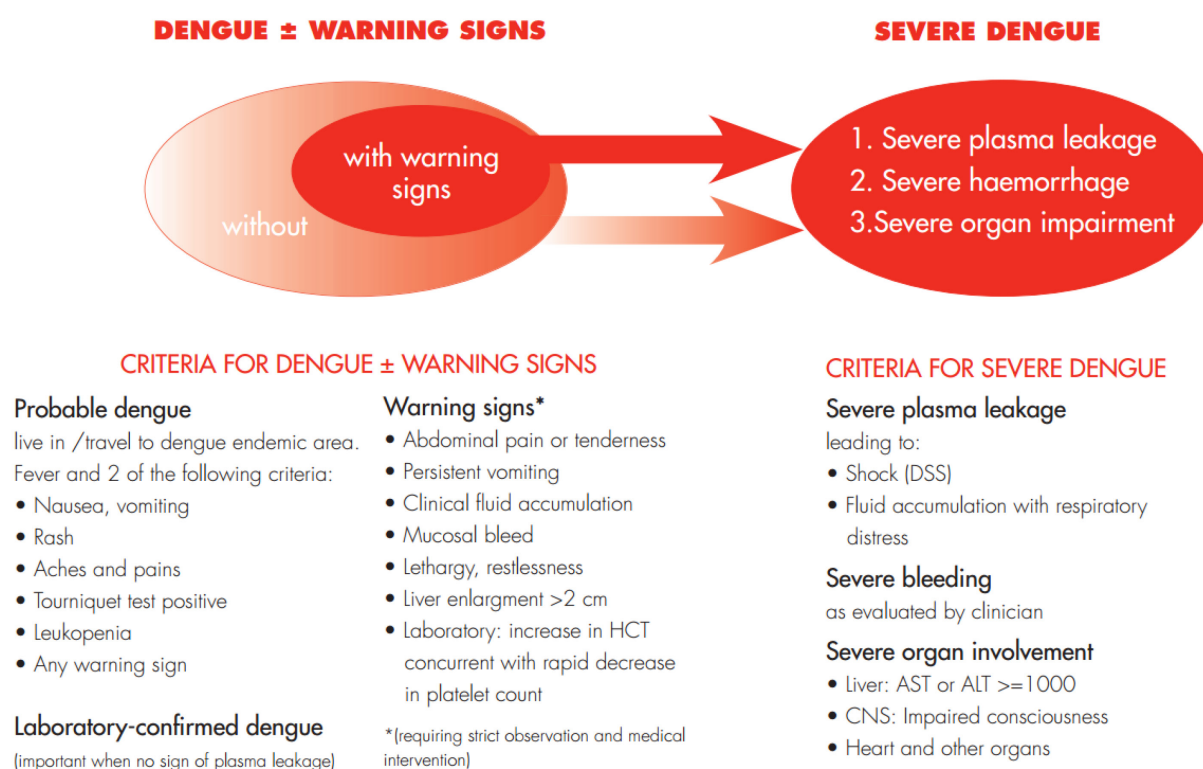 DENGUE ± WARNING SIGNS
SEVERE DENGUE
with warning
signs
without
1. Severe plasma leakage
2. Severe haemorrhage
3.Severe organ impairment
CRITERIA FOR DENGUE ± WARNING SIGNS
Probable dengue
live in /travel to dengue endemic area.
Fever and 2 of the following criteria:
• Nausea, vomiting
• Rash
• Aches and pains
• Tourniquet test positive
• Leukopenia
• Any warning sign
Laboratory-confirmed dengue
(important when no sign of plasma leakage)
Warning signs*
• Abdominal pain or tenderness
• Persistent vomiting
• Clinical fluid accumulation
• Mucosal bleed
• Lethargy, restlessness
• Liver enlargment >2 cm
• Laboratory: increase in HCT
concurrent with rapid decrease
in platelet count
*(requiring strict observation and medical
intervention)
CRITERIA FOR SEVERE DENGUE
Severe plasma leakage
leading to:
• Shock (DSS)
• Fluid accumulation with respiratory
distress
Severe bleeding
as evaluated by clinician
Severe organ involvement
• Liver: AST or ALT >=1000
• CNS: Impaired consciousness
• Heart and other organs